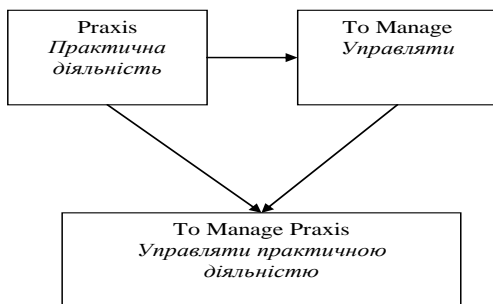 Praxis
Практична
діяльність
To Manage
Управляти
To Manage Praxis
Управляти практичною
діяльністю